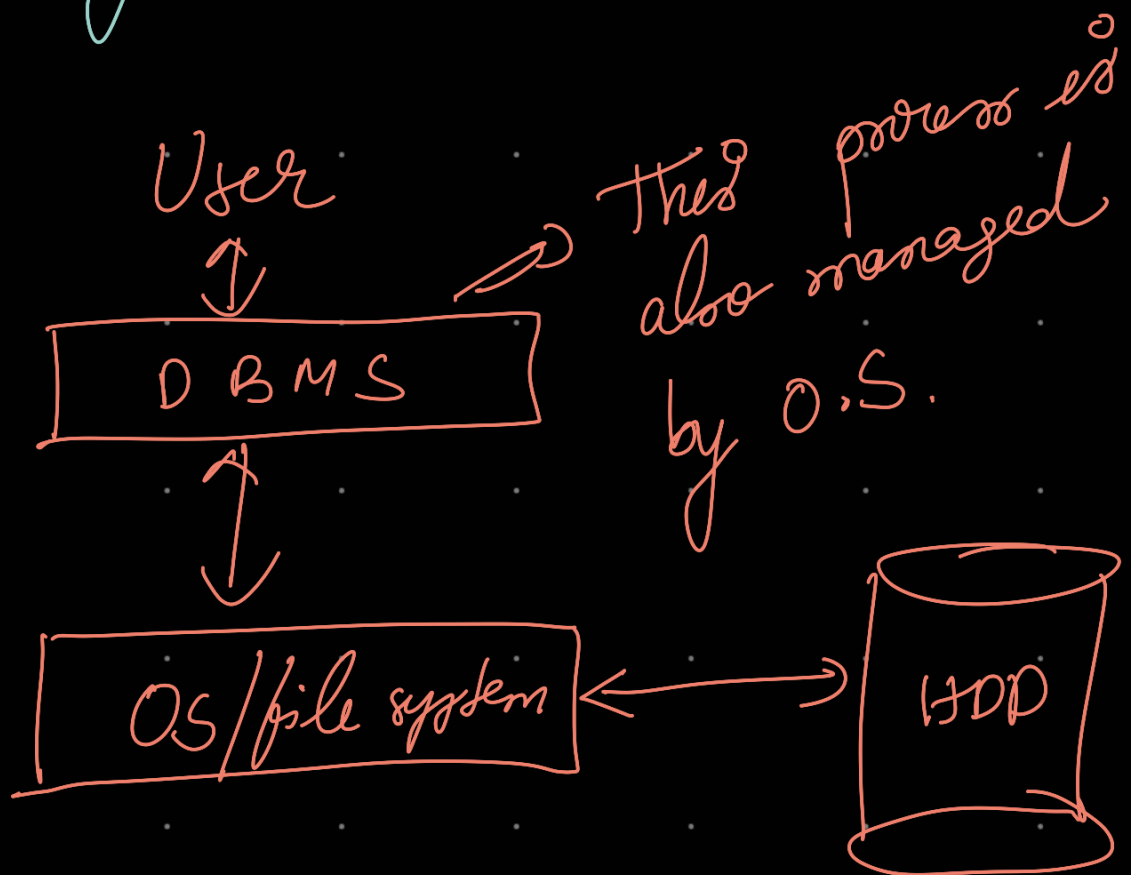 User
This process is
also managed
by O.S.
DBMS
OS/file system
HDD